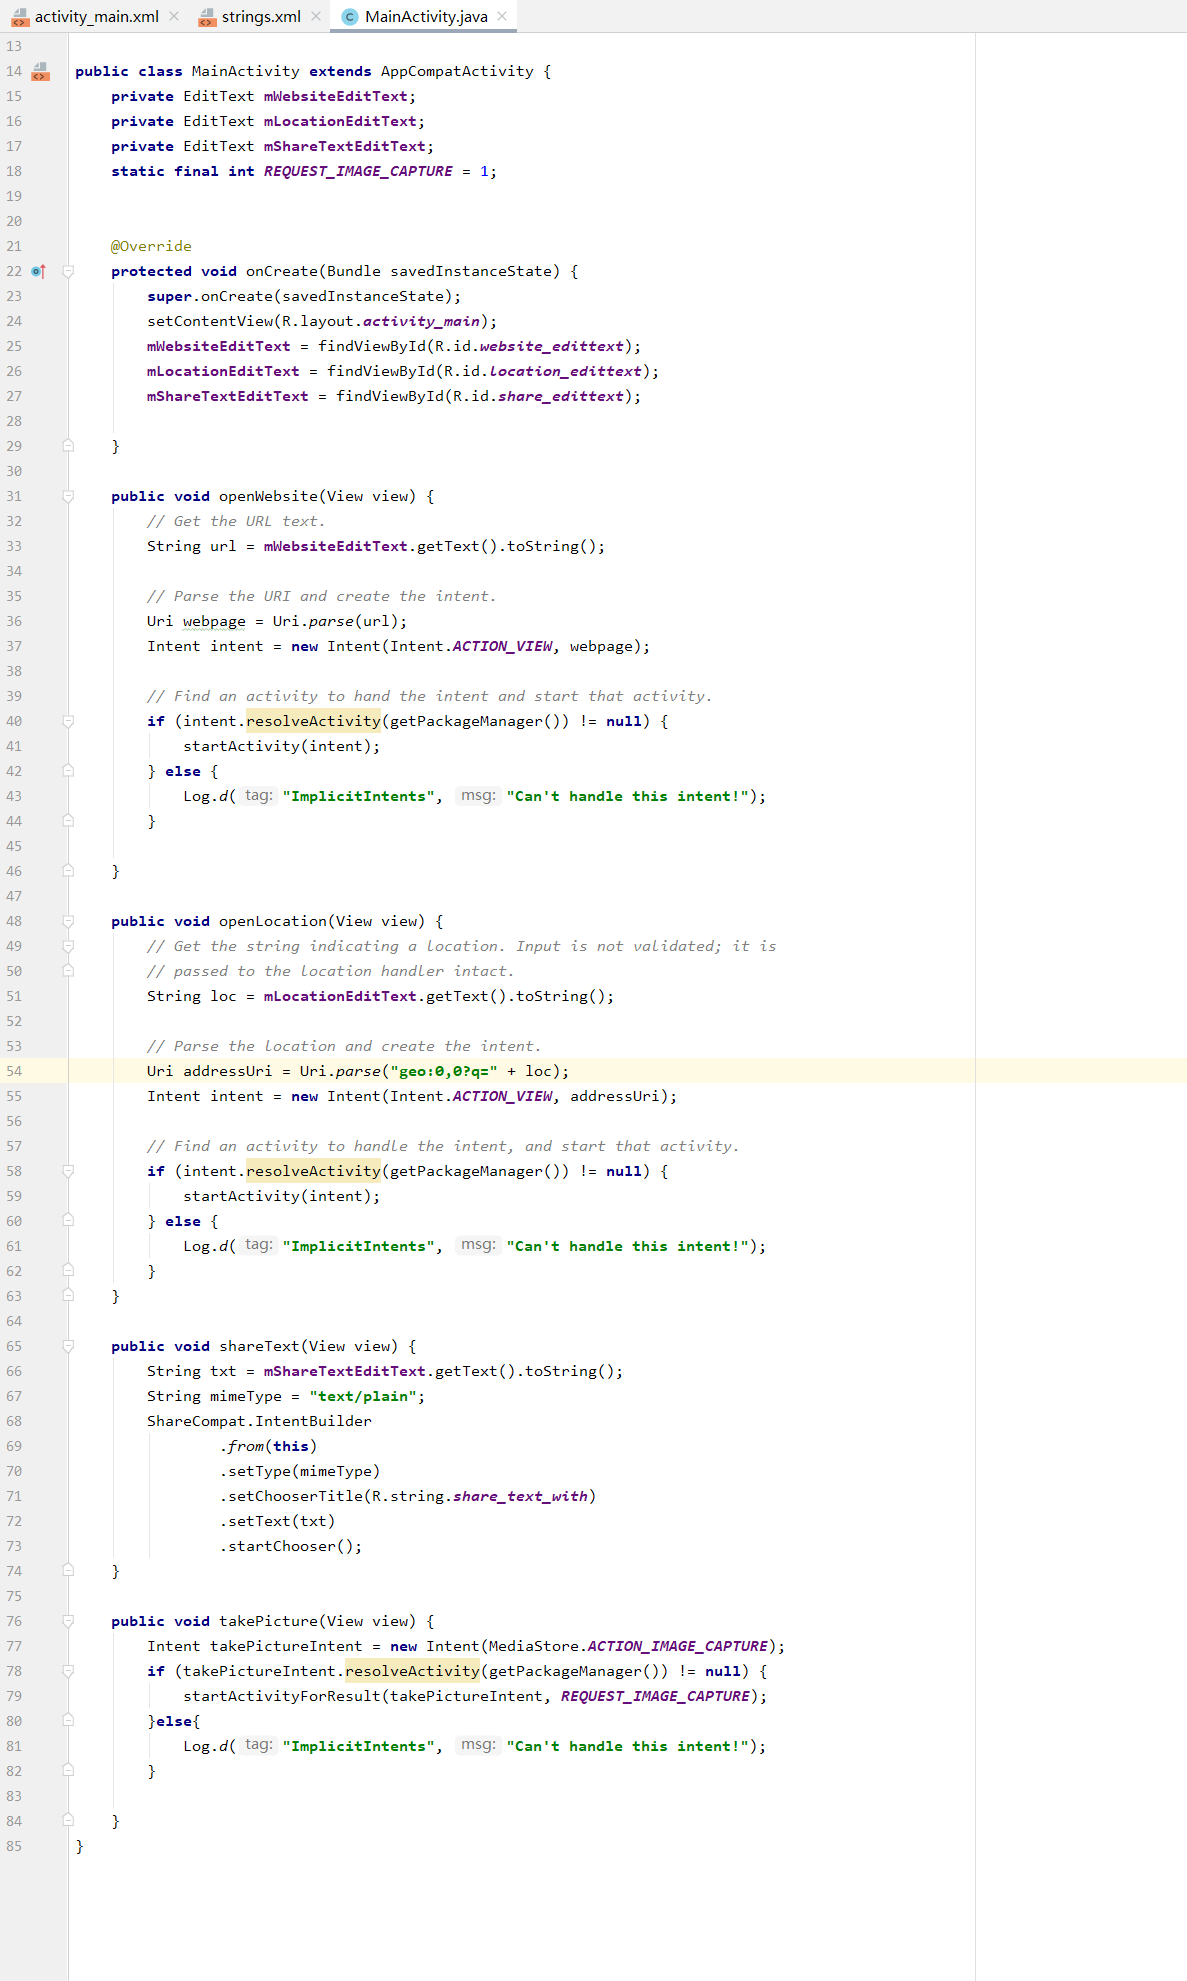 activity_main.xml strings.xml MainActivity.java
13
14 public class MainActivity extends AppCompatActivity {
15     private EditText mWebsiteEditText;
16     private EditText mLocationEditText;
17     private EditText mShareTextEditText;
18     static final int REQUEST_IMAGE_CAPTURE = 1;
19
20
21     @Override
22     protected void onCreate(Bundle savedInstanceState) {
23         super.onCreate(savedInstanceState);
24         setContentView(R.layout.activity_main);
25         mWebsiteEditText = findViewById(R.id.website_edittext);
26         mLocationEditText = findViewById(R.id.location_edittext);
27         mShareTextEditText = findViewById(R.id.share_edittext);
28
29     }
30
31     public void openWebsite(View view) {
32         // Get the URL text.
33         String url = mWebsiteEditText.getText().toString();
34
35         // Parse the URI and create the intent.
36         Uri webpage = Uri.parse(url);
37         Intent intent = new Intent(Intent.ACTION_VIEW, webpage);
38
39         // Find an activity to hand the intent and start that activity.
40         if (intent.resolveActivity(getPackageManager()) != null) {
41             startActivity(intent);
42         } else {
43             Log.d( tag: "ImplicitIntents", msg: "Can't handle this intent!");
44         }
45
46     }
47
48     public void openLocation(View view) {
49         // Get the string indicating a location. Input is not validated; it is
50         // passed to the location handler intact.
51         String loc = mLocationEditText.getText().toString();
52
53         // Parse the location and create the intent.
54         Uri addressUri = Uri.parse("geo:0,0?q=" + loc);
55         Intent intent = new Intent(Intent.ACTION_VIEW, addressUri);
56
57         // Find an activity to handle the intent, and start that activity.
58         if (intent.resolveActivity(getPackageManager()) != null) {
59             startActivity(intent);
60         } else {
61             Log.d( tag: "ImplicitIntents", msg: "Can't handle this intent!");
62         }
63     }
64
65     public void shareText(View view) {
66         String txt = mShareTextEditText.getText().toString();
67         String mimeType = "text/plain";
68         ShareCompat.IntentBuilder
69                 .from(this)
70                 .setType(mimeType)
71                 .setChooserTitle(R.string.share_text_with)
72                 .setText(txt)
73                 .startChooser();
74     }
75
76     public void takePicture(View view) {
77         Intent takePictureIntent = new Intent(MediaStore.ACTION_IMAGE_CAPTURE);
78         if (takePictureIntent.resolveActivity(getPackageManager()) != null) {
79             startActivityForResult(takePictureIntent, REQUEST_IMAGE_CAPTURE);
80         }else{
81             Log.d( tag: "ImplicitIntents", msg: "Can't handle this intent!");
82         }
83
84     }
85 }